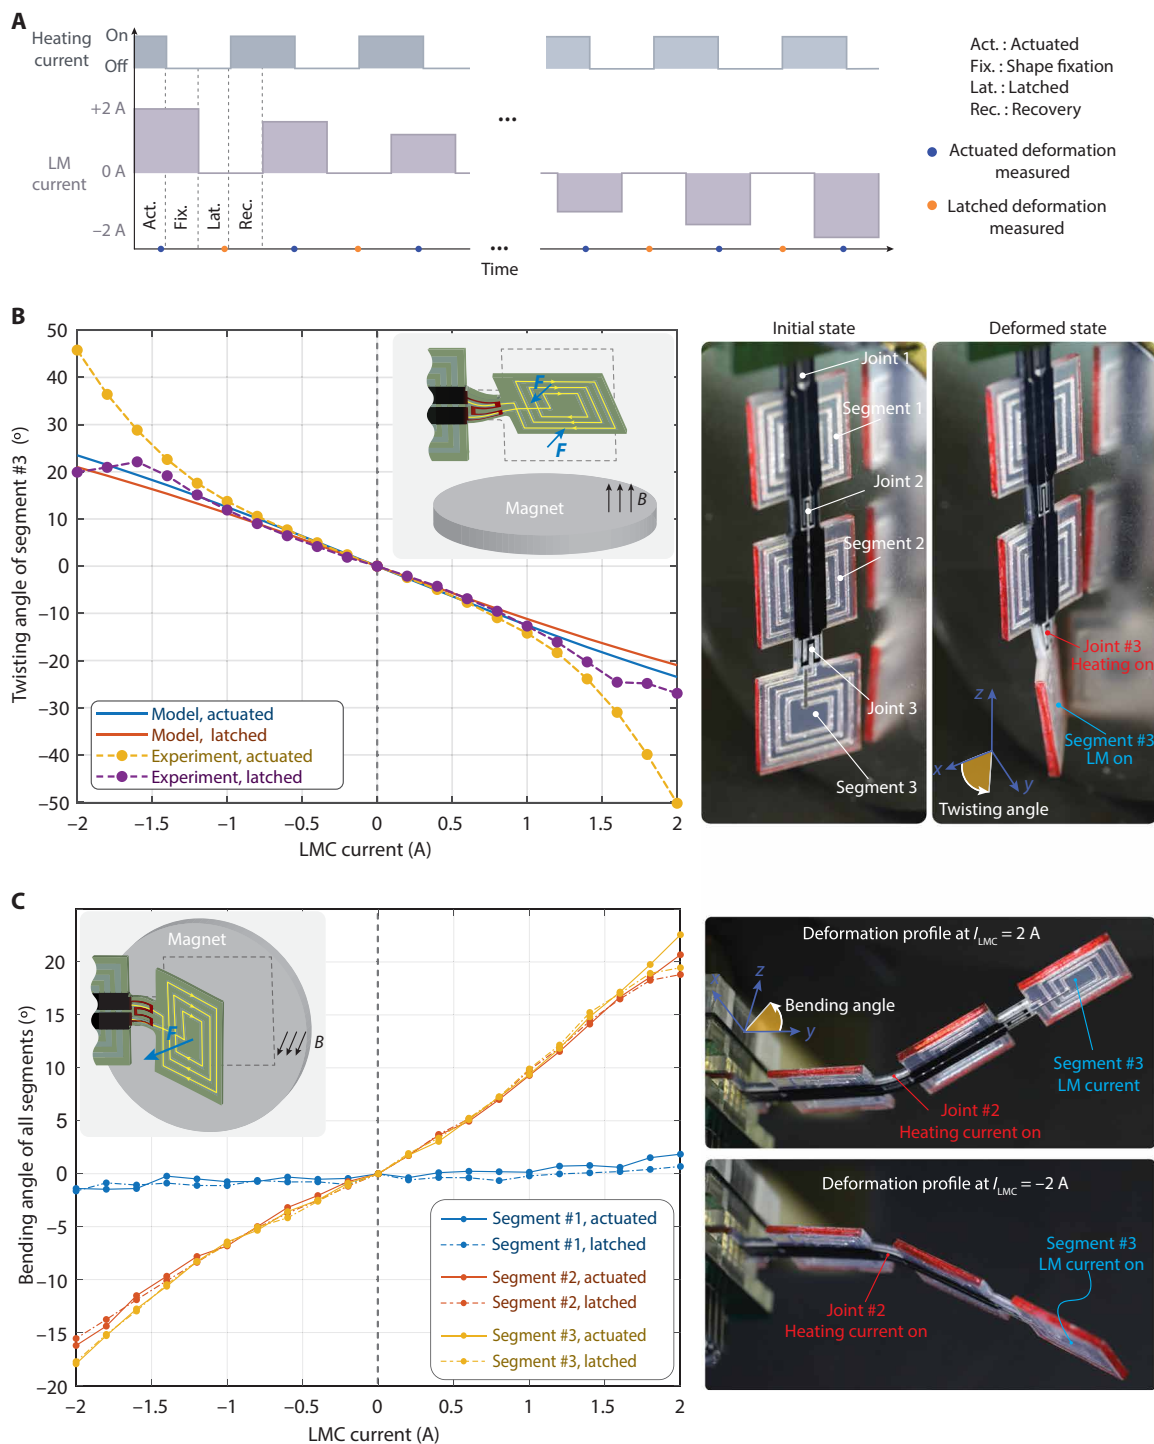 A
Heating
current
On
Off
+2 A
LM
current
0 A
−2 A
Act.
Fix.
Lat.
Rec.
•••
•••
Time
Act. : Actuated
Fix. : Shape fixation
Lat. : Latched
Rec. : Recovery
Actuated deformation
measured
Latched deformation
measured
B
Twisting angle of segment #3 (º)
50
40
30
20
10
0
−10
−20
−30
−40
−50
−2
−1.5
−1
−0.5
0
0.5
1
1.5
2
LMC current (A)
F
F
Magnet
B
Model, actuated
Model, latched
Experiment, actuated
Experiment, latched
Initial state
Joint 1
Segment 1
Joint 2
Segment 2
Joint 3
Segment 3
Deformed state
Joint #3
Heating on
Segment #3
LM on
z
x
y
Twisting angle
C
Bending angle of all segments (º)
20
15
10
5
0
−5
−10
−15
−20
−2
−1.5
−1
−0.5
0
0.5
1
1.5
2
LMC current (A)
Magnet
F
B
Segment #1, actuated
Segment #1, latched
Segment #2, actuated
Segment #2, latched
Segment #3, actuated
Segment #3, latched
Deformation profile at I LMC = 2 A
z
Bending angle
y
Segment #3
LM current
Joint #2
Heating current on
Deformation profile at I LMC = −2 A
Segment #3
LM current on
Joint #2
Heating current on